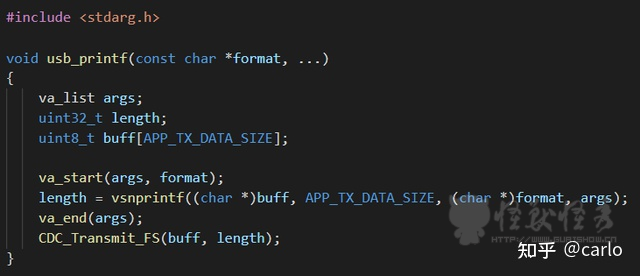 #include <stdarg.h>
void usb_printf(const char *format, ...)
{
va_list args;
uint32_t length;
uint8_t buff[APP_TX_DATA_SIZE];
va_start(args, format);
length = vsnprintf((char *)buff, APP_TX_DATA_SIZE, (char *)format, args);
va_end(args);
CDC_Transmit_FS(buff, length);
}
知乎 @carlo